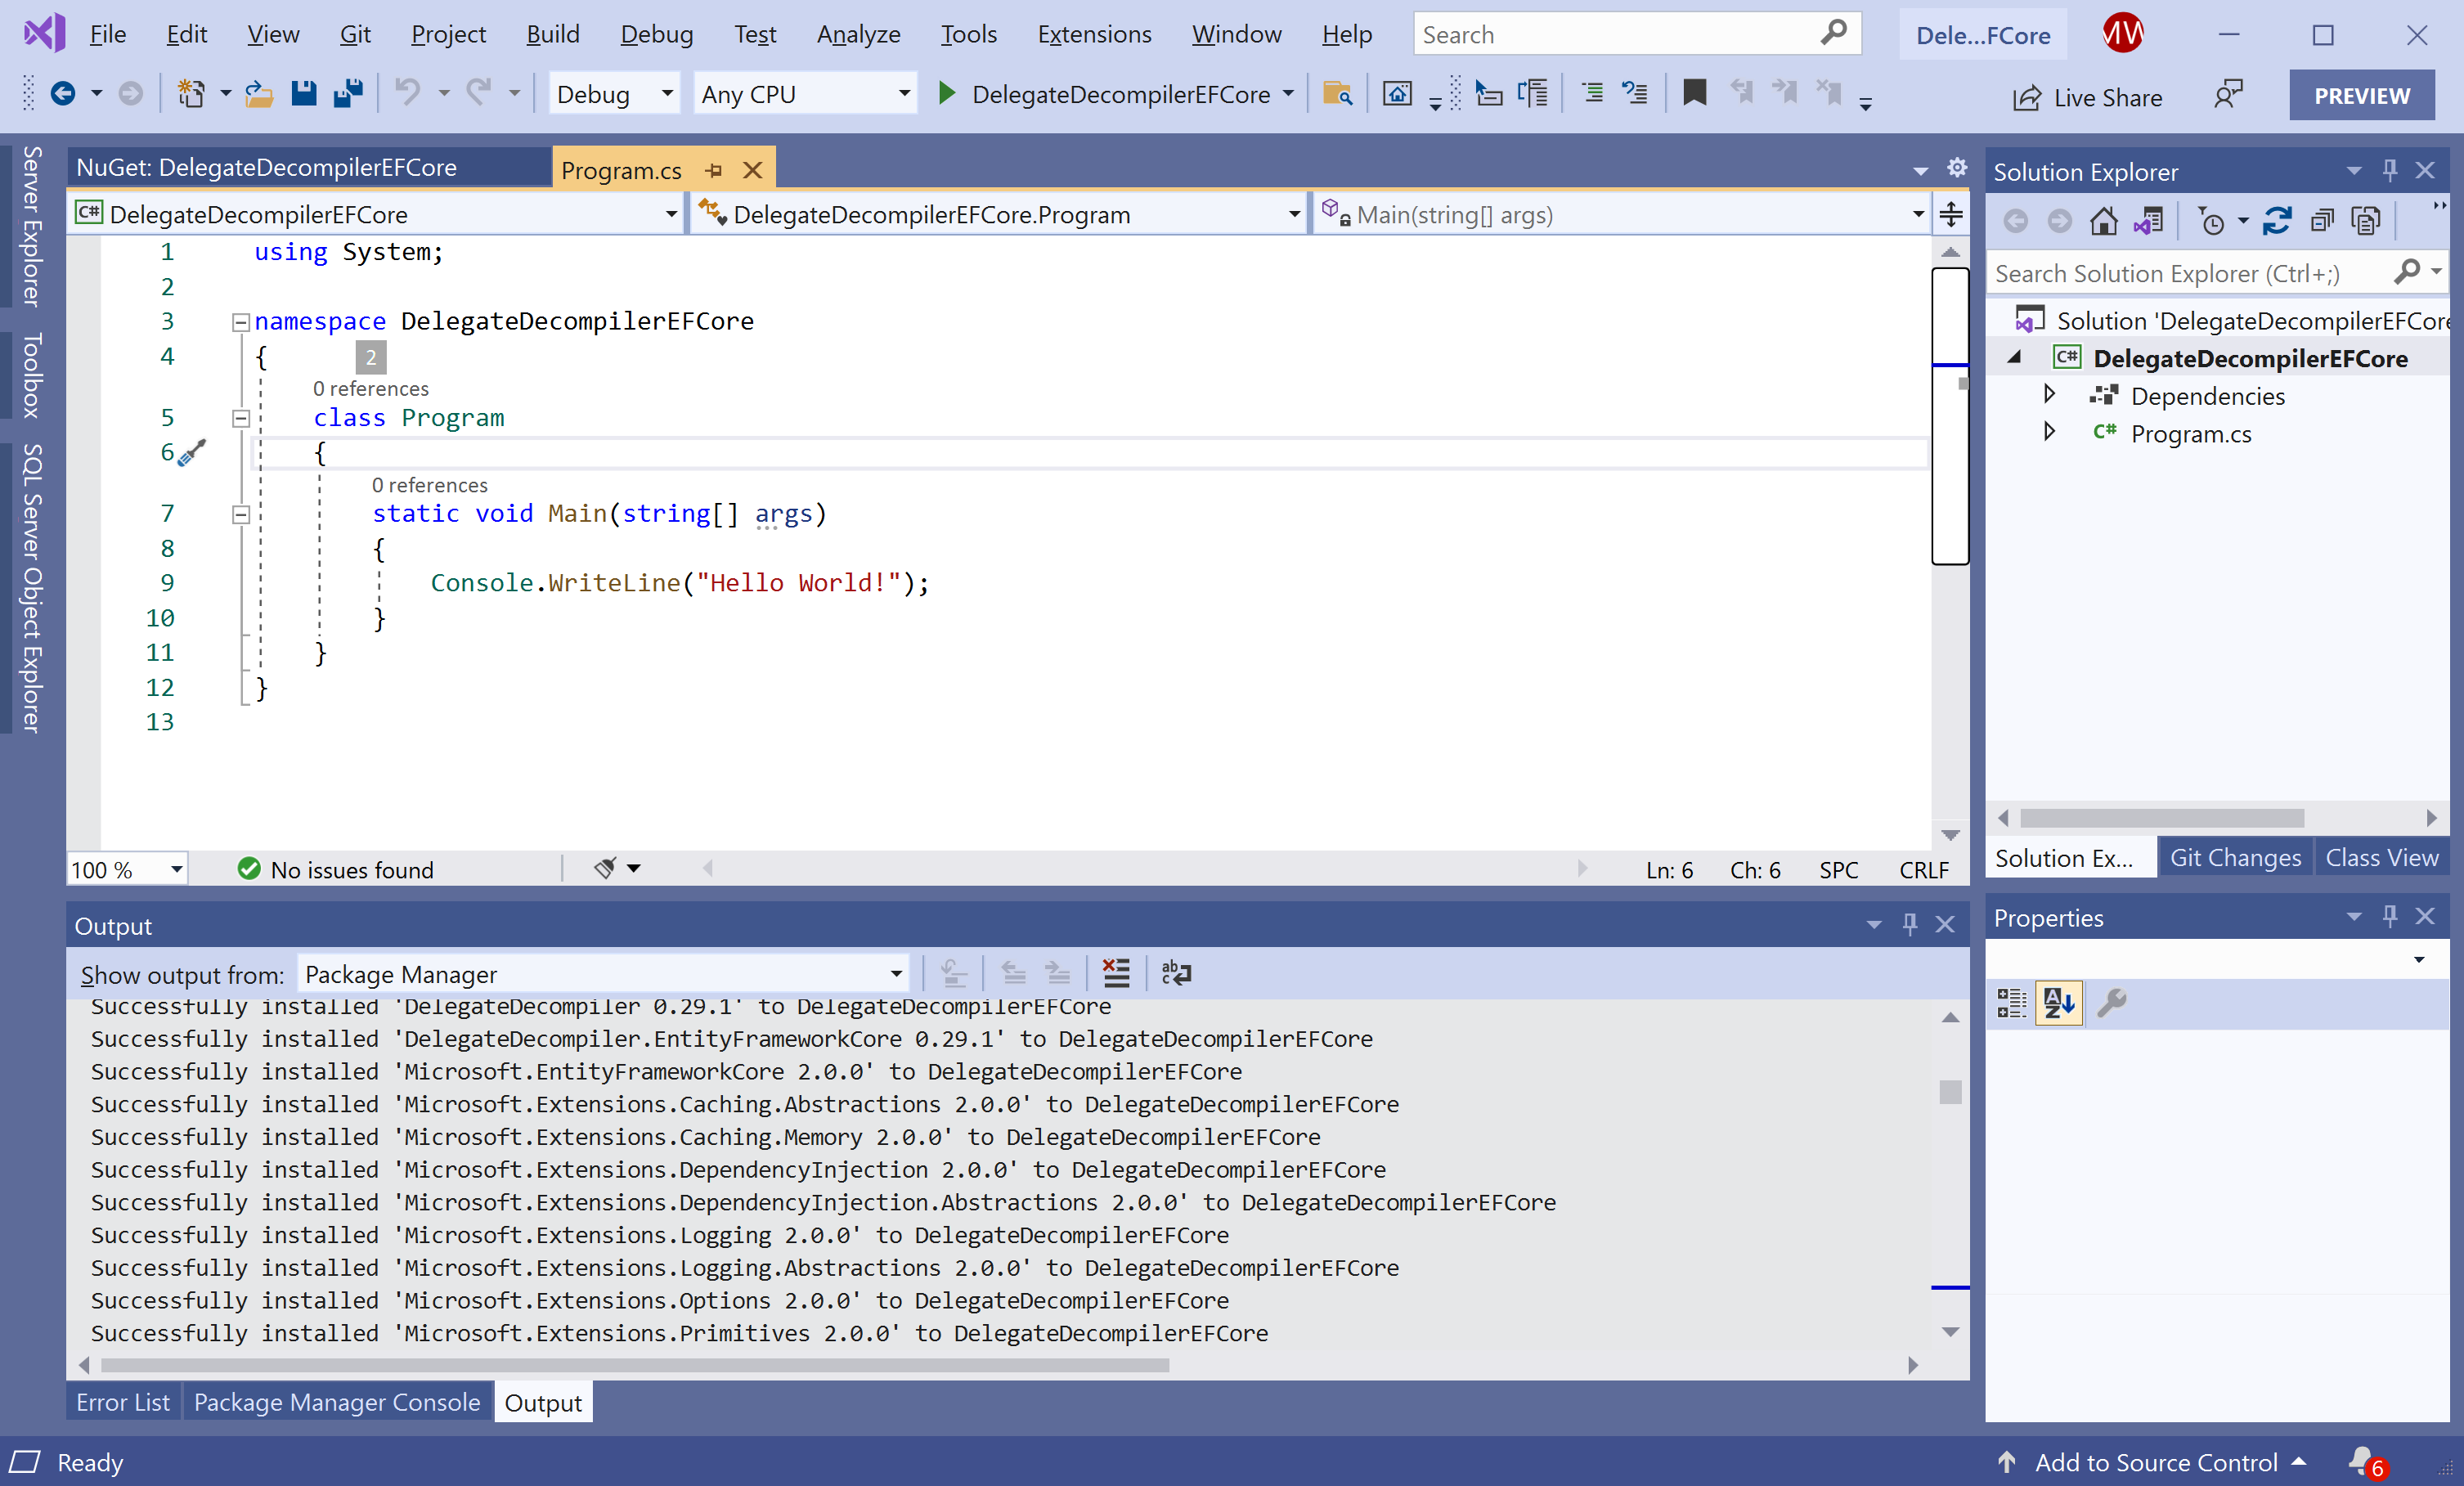 File Edit View Git Project Build Debug Test Analyze Tools Extensions Window Help Search Dele...FCore MW
Debug Any CPU DelegateDecompilerEFCore Live Share PREVIEW
Server Explorer
Toolbox
SQL Server Object Explorer
NuGet: DelegateDecompilerEFCore Program.cs
C# DelegateDecompilerEFCore DelegateDecompilerEFCore.Program Main(string[] args)
1 using System;
2
3 namespace DelegateDecompilerEFCore
4 { 2
0 references
5 class Program
6 {
0 references
7 static void Main(string[] args)
8 {
9 Console.WriteLine("Hello World!");
10 }
11 }
12 }
13
100 % No issues found Ln: 6 Ch: 6 SPC CRLF
Output
Show output from: Package Manager
Successfully installed 'DelegateDecompiler 0.29.1' to DelegateDecompilerEFCore
Successfully installed 'DelegateDecompiler.EntityFrameworkCore 0.29.1' to DelegateDecompilerEFCore
Successfully installed 'Microsoft.EntityFrameworkCore 2.0.0' to DelegateDecompilerEFCore
Successfully installed 'Microsoft.Extensions.Caching.Abstractions 2.0.0' to DelegateDecompilerEFCore
Successfully installed 'Microsoft.Extensions.Caching.Memory 2.0.0' to DelegateDecompilerEFCore
Successfully installed 'Microsoft.Extensions.DependencyInjection 2.0.0' to DelegateDecompilerEFCore
Successfully installed 'Microsoft.Extensions.DependencyInjection.Abstractions 2.0.0' to DelegateDecompilerEFCore
Successfully installed 'Microsoft.Extensions.Logging 2.0.0' to DelegateDecompilerEFCore
Successfully installed 'Microsoft.Extensions.Logging.Abstractions 2.0.0' to DelegateDecompilerEFCore
Successfully installed 'Microsoft.Extensions.Options 2.0.0' to DelegateDecompilerEFCore
Successfully installed 'Microsoft.Extensions.Primitives 2.0.0' to DelegateDecompilerEFCore
Error List Package Manager Console Output
Solution Explorer
Search Solution Explorer (Ctrl+;)
Solution 'DelegateDecompilerEFCore
C# DelegateDecompilerEFCore
Dependencies
C# Program.cs
Solution Ex... Git Changes Class View
Properties
Ready Add to Source Control 6